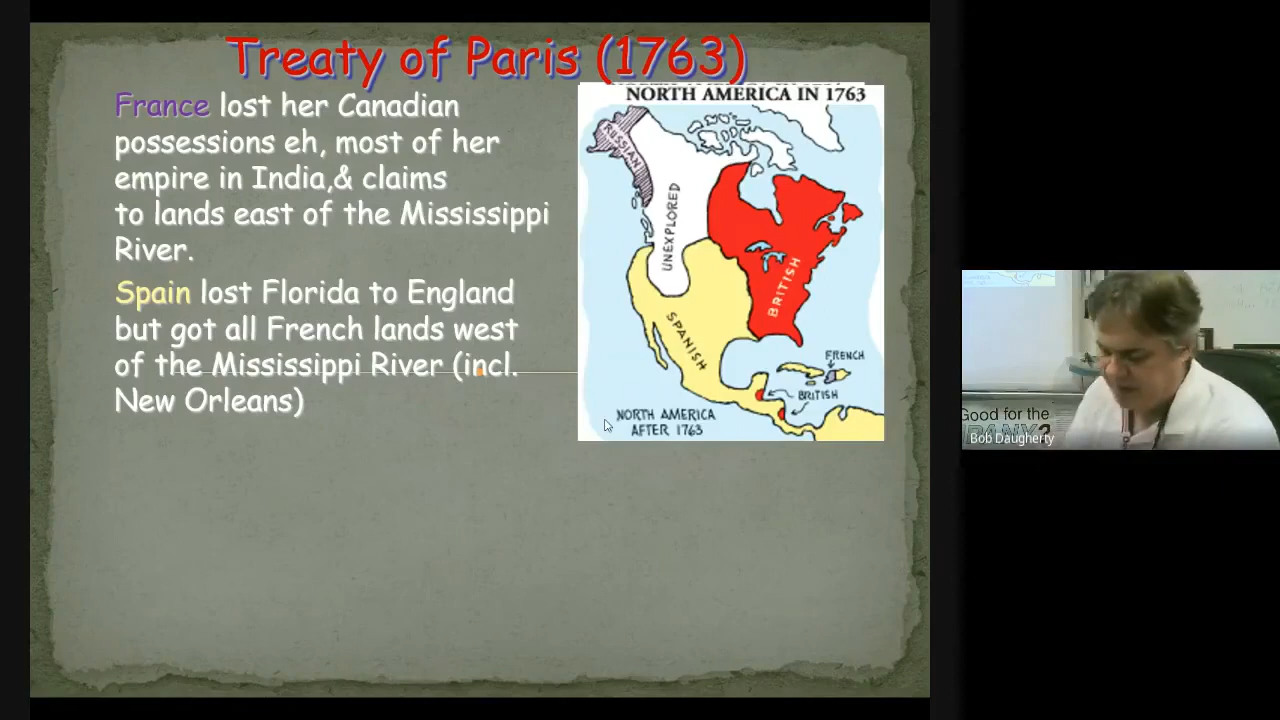 Treaty of Paris (1763)
France lost her Canadian
possessions eh, most of her
empire in India,& claims
to lands east of the Mississippi
River.
Spain lost Florida to England
but got all French lands west
of the Mississippi River (incl.
New Orleans)
NORTH AMERICA IN 1763
RUSSIAN
UNEXPLORED
BRITISH
SPANISH
FRENCH
BRITISH
NORTH AMERICA
AFTER 1763
Good for the
Bob Daugherty